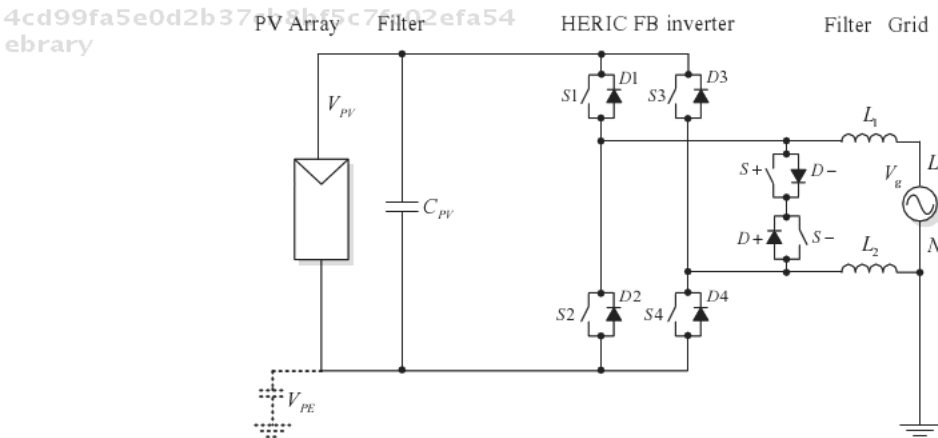 4cd99fa5e0d2b37cb8bf5c7fa02efa54
ebrary
PV Array Filter HERIC FB inverter Filter Grid
D1 D3
S1 S3
V_PV
L_1
S+ D− V_g L
C_PV
D+ S− L_2 N
D2 D4
S2 S4
V_PE